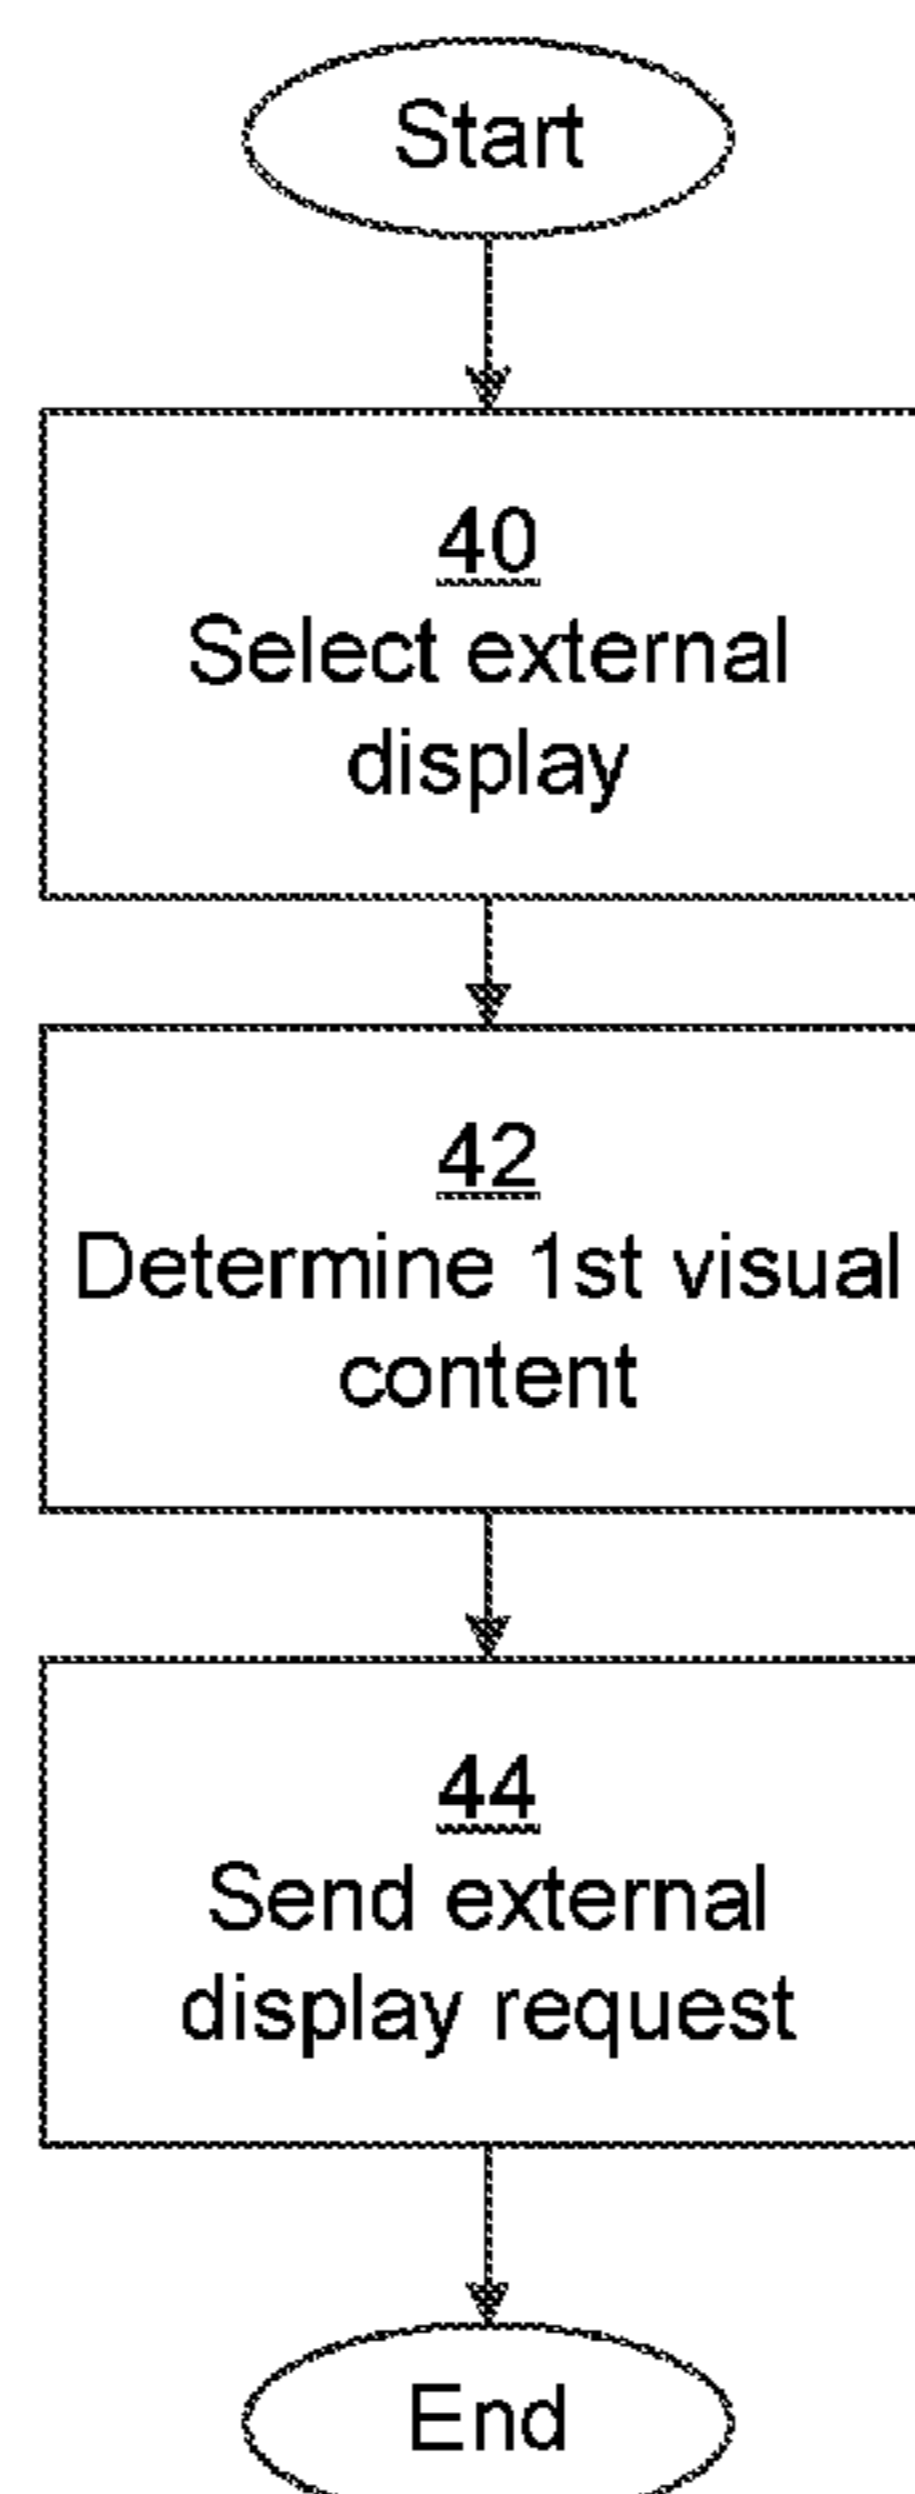 Start
40
Select external
display
42
Determine 1st visual
content
44
Send external
display request
End